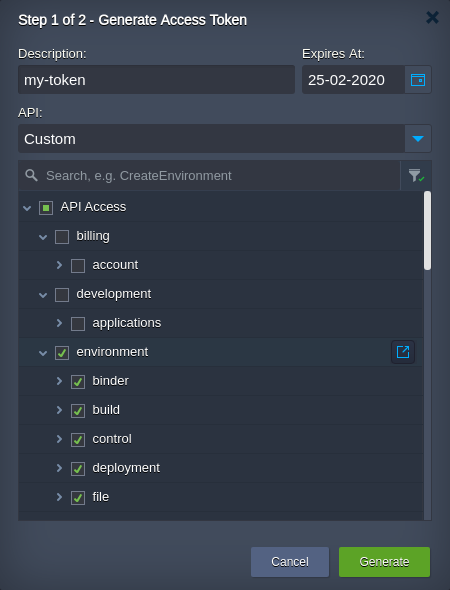 Step 1 of 2 - Generate Access Token
Description:
Expires At:
my-token
25-02-2020
API:
Custom
Search, e.g. CreateEnvironment
API Access
billing
account
development
applications
environment
binder
build
control
deployment
file
Cancel
Generate